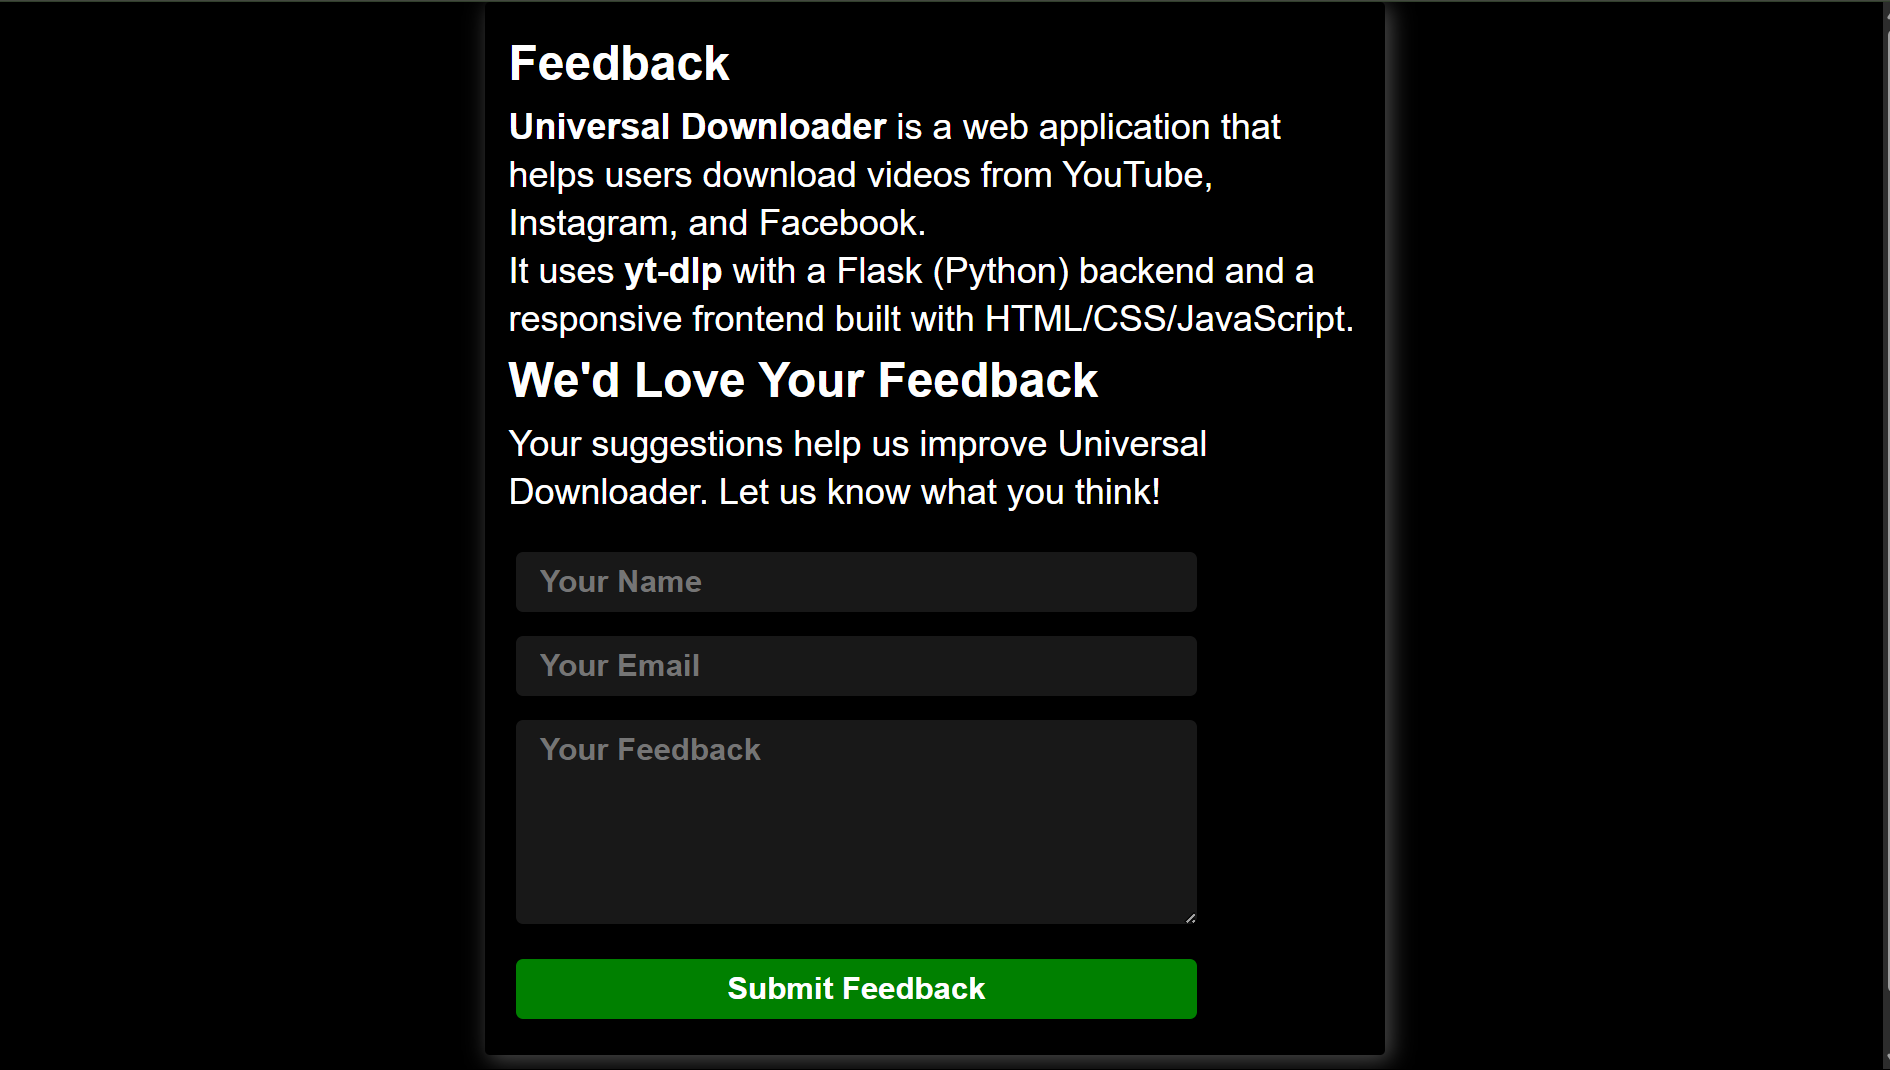 Feedback
Universal Downloader is a web application that
helps users download videos from YouTube,
Instagram, and Facebook.
It uses yt-dlp with a Flask (Python) backend and a
responsive frontend built with HTML/CSS/JavaScript.
We'd Love Your Feedback
Your suggestions help us improve Universal
Downloader. Let us know what you think!
Your Name
Your Email
Your Feedback
Submit Feedback